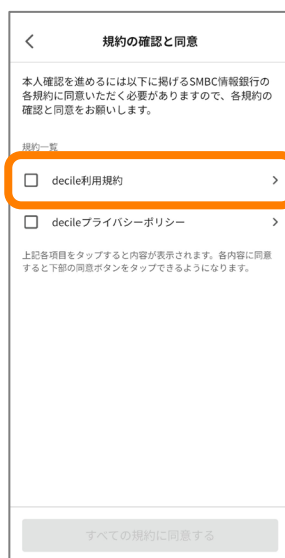 規約の確認と同意
本人確認を進めるには以下に掲げるSMBC情報銀行の
各規約に同意いただく必要がありますので、各規約の
確認と同意をお願いします。
規約一覧
decile利用規約
decileプライバシーポリシー
上記各項目をタップすると内容が表示されます。各内容に同意
すると下部の同意ボタンをタップできるようになります。
すべての規約に同意する